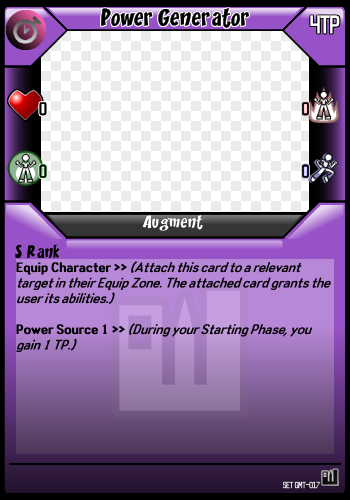 Power Generator
4TP
0
0
0
0
Augment
S Rank
Equip Character >> (Attach this card to a relevant
target in their Equip Zone. The attached card grants the
user its abilities.)
Power Source 1 >> (During your Starting Phase, you
gain 1 TP.)
SET GMT-017